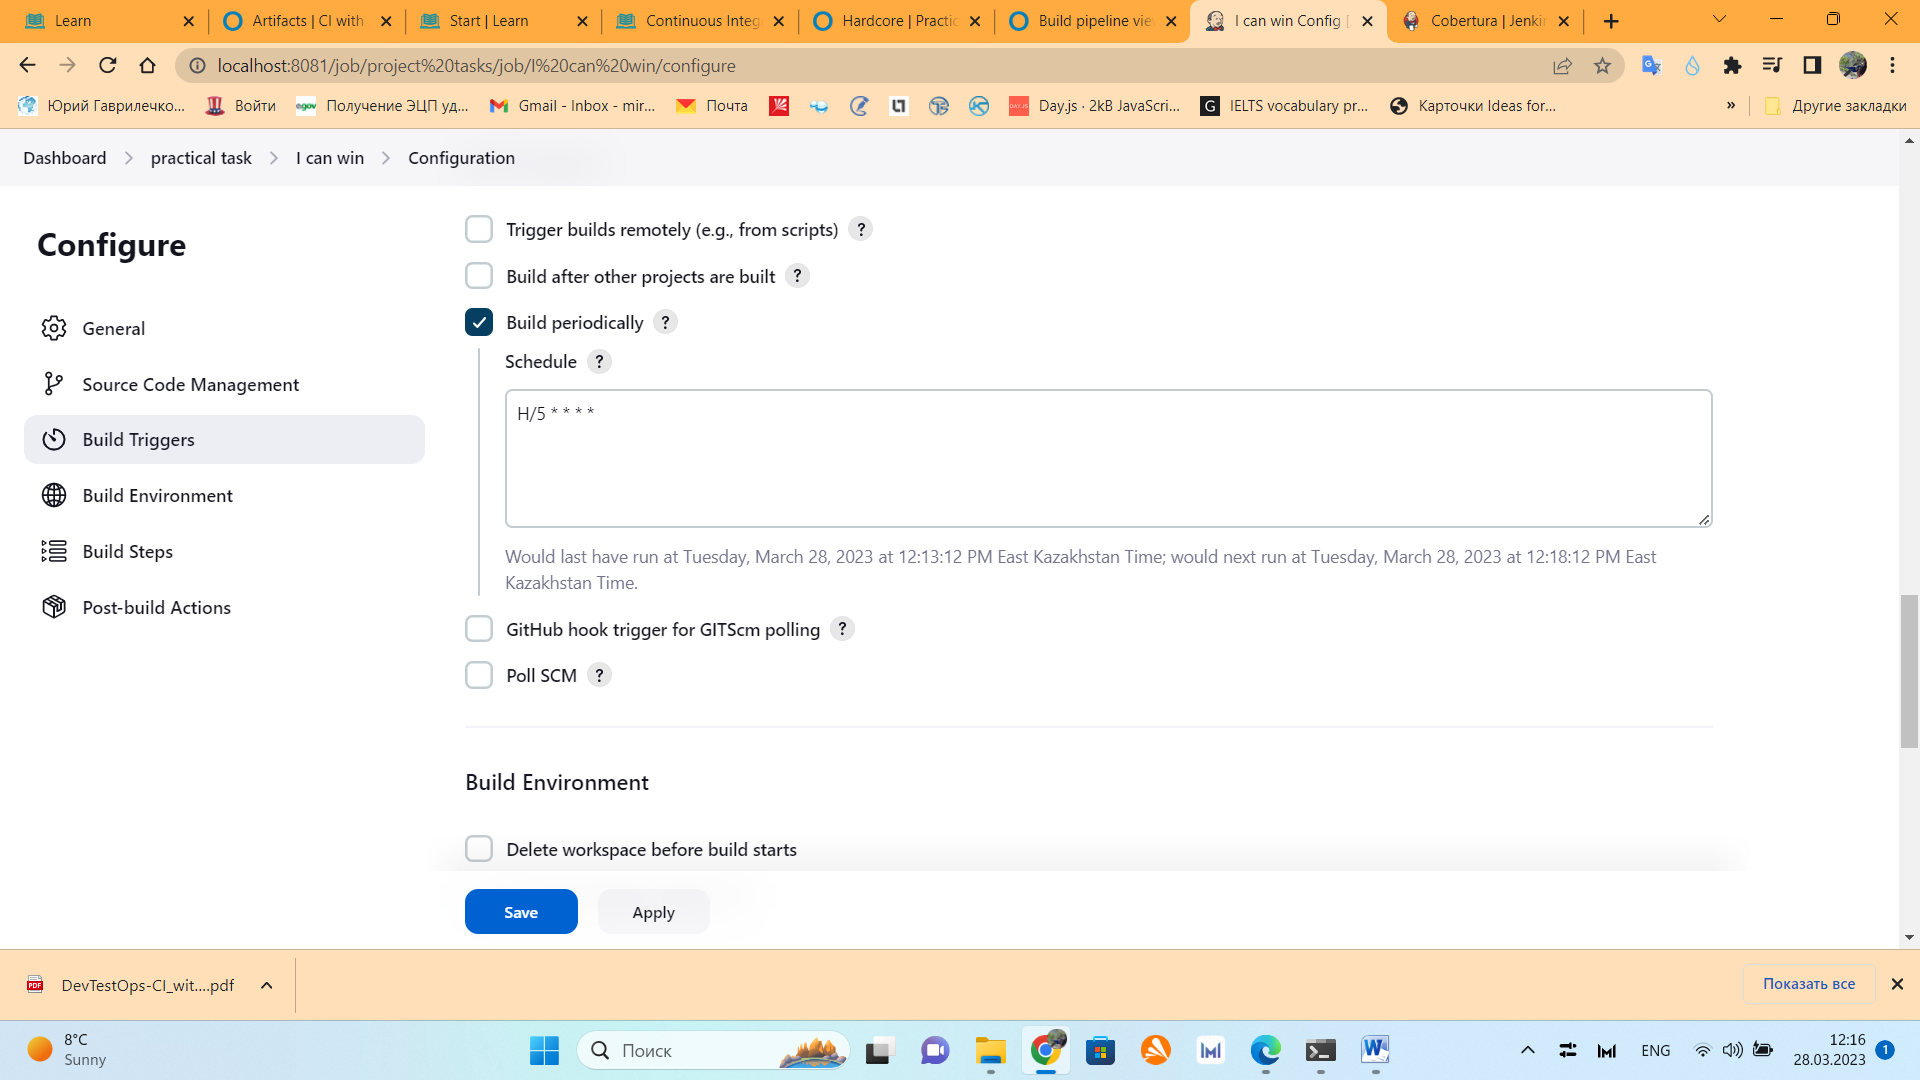 Learn
Artifacts | CI with
Start | Learn
Continuous Integ
Hardcore | Practic
Build pipeline vie
I can win Config [
Cobertura | Jenki
localhost:8081/job/project%20tasks/job/I%20can%20win/configure
Юрий Гаврилечко...
Войти
Получение ЭЦП уд...
Gmail - Inbox - mir...
Почта
Day.js · 2kB JavaScri...
IELTS vocabulary pr...
Карточки Ideas for...
»
Другие закладки
Dashboard
practical task
I can win
Configuration
Configure
General
Source Code Management
Build Triggers
Build Environment
Build Steps
Post-build Actions
Trigger builds remotely (e.g., from scripts) ?
Build after other projects are built ?
Build periodically ?
Schedule ?
H/5 * * * *
Would last have run at Tuesday, March 28, 2023 at 12:13:12 PM East Kazakhstan Time; would next run at Tuesday, March 28, 2023 at 12:18:12 PM East
Kazakhstan Time.
GitHub hook trigger for GITScm polling ?
Poll SCM ?
Build Environment
Delete workspace before build starts
Save
Apply
DevTestOps-CI_wit....pdf
Показать все
8°C
Sunny
Поиск
ENG
12:16
28.03.2023
1